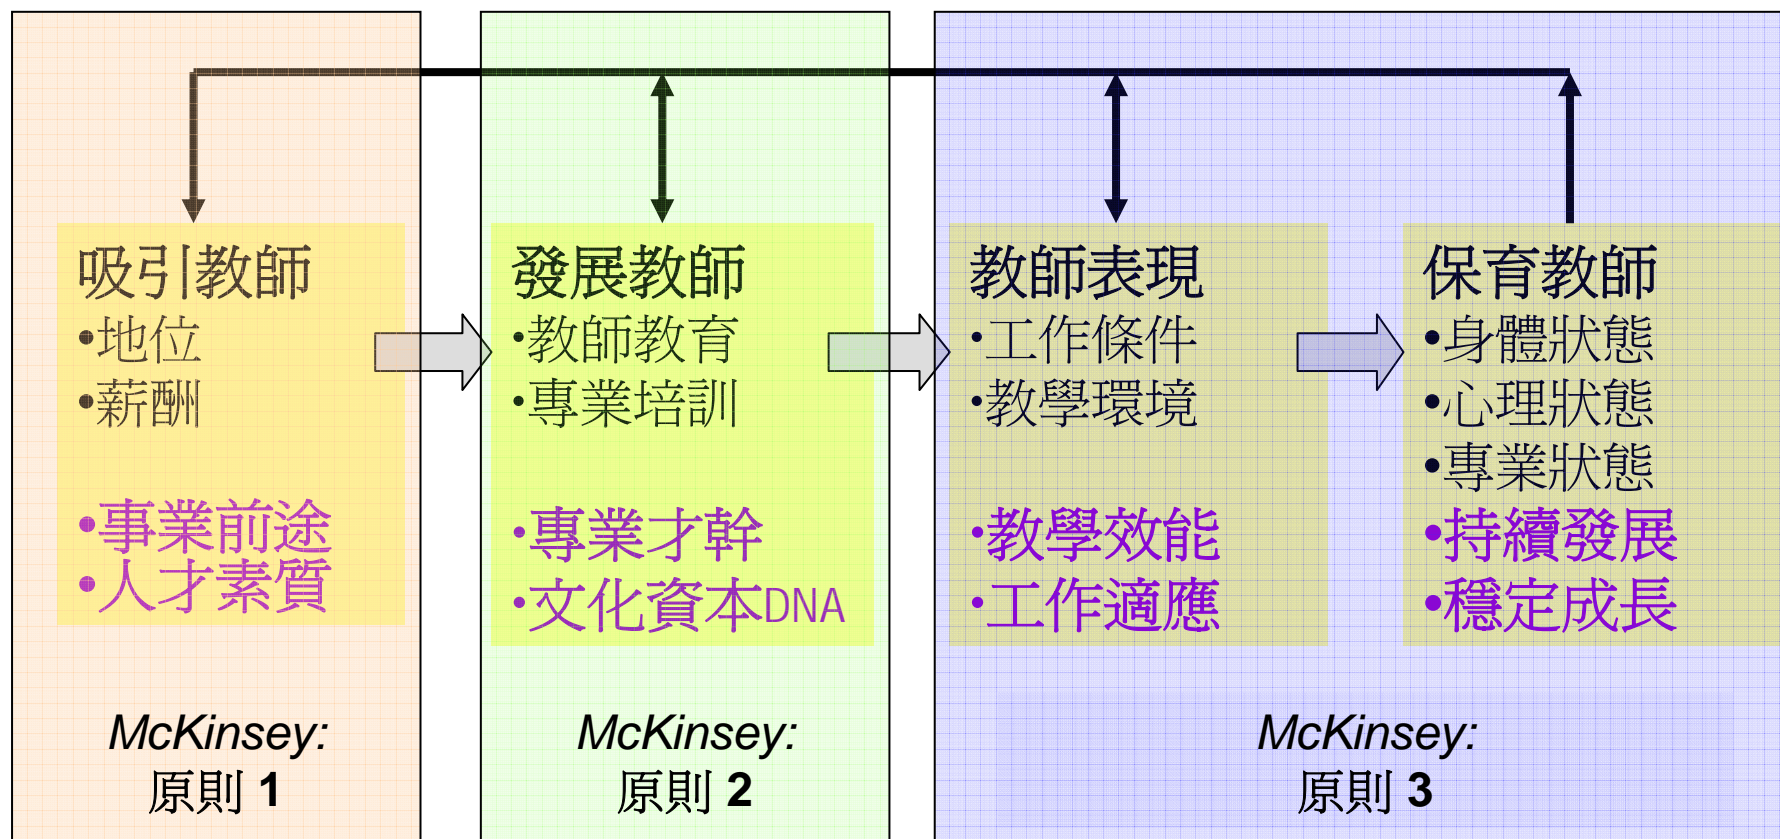 吸引教師
•地位
•薪酬
•事業前途
•人才素質
McKinsey:
原則 1
發展教師
•教師教育
•專業培訓
•專業才幹
•文化資本DNA
McKinsey:
原則 2
教師表現
•工作條件
•教學環境
•教學效能
•工作適應
保育教師
•身體狀態
•心理狀態
•專業狀態
•持續發展
•穩定成長
McKinsey:
原則 3